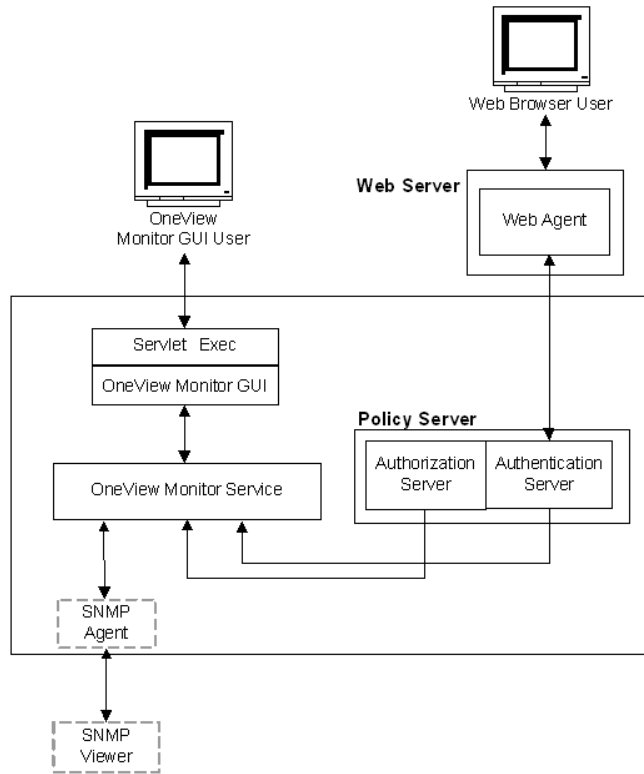 Web Browser User
Web Server
Web Agent
OneView
Monitor GUI User
Servlet Exec
OneView Monitor GUI
Policy Server
OneView Monitor Service
Authorization
Server
Authentication
Server
SNMP
Agent
SNMP
Viewer